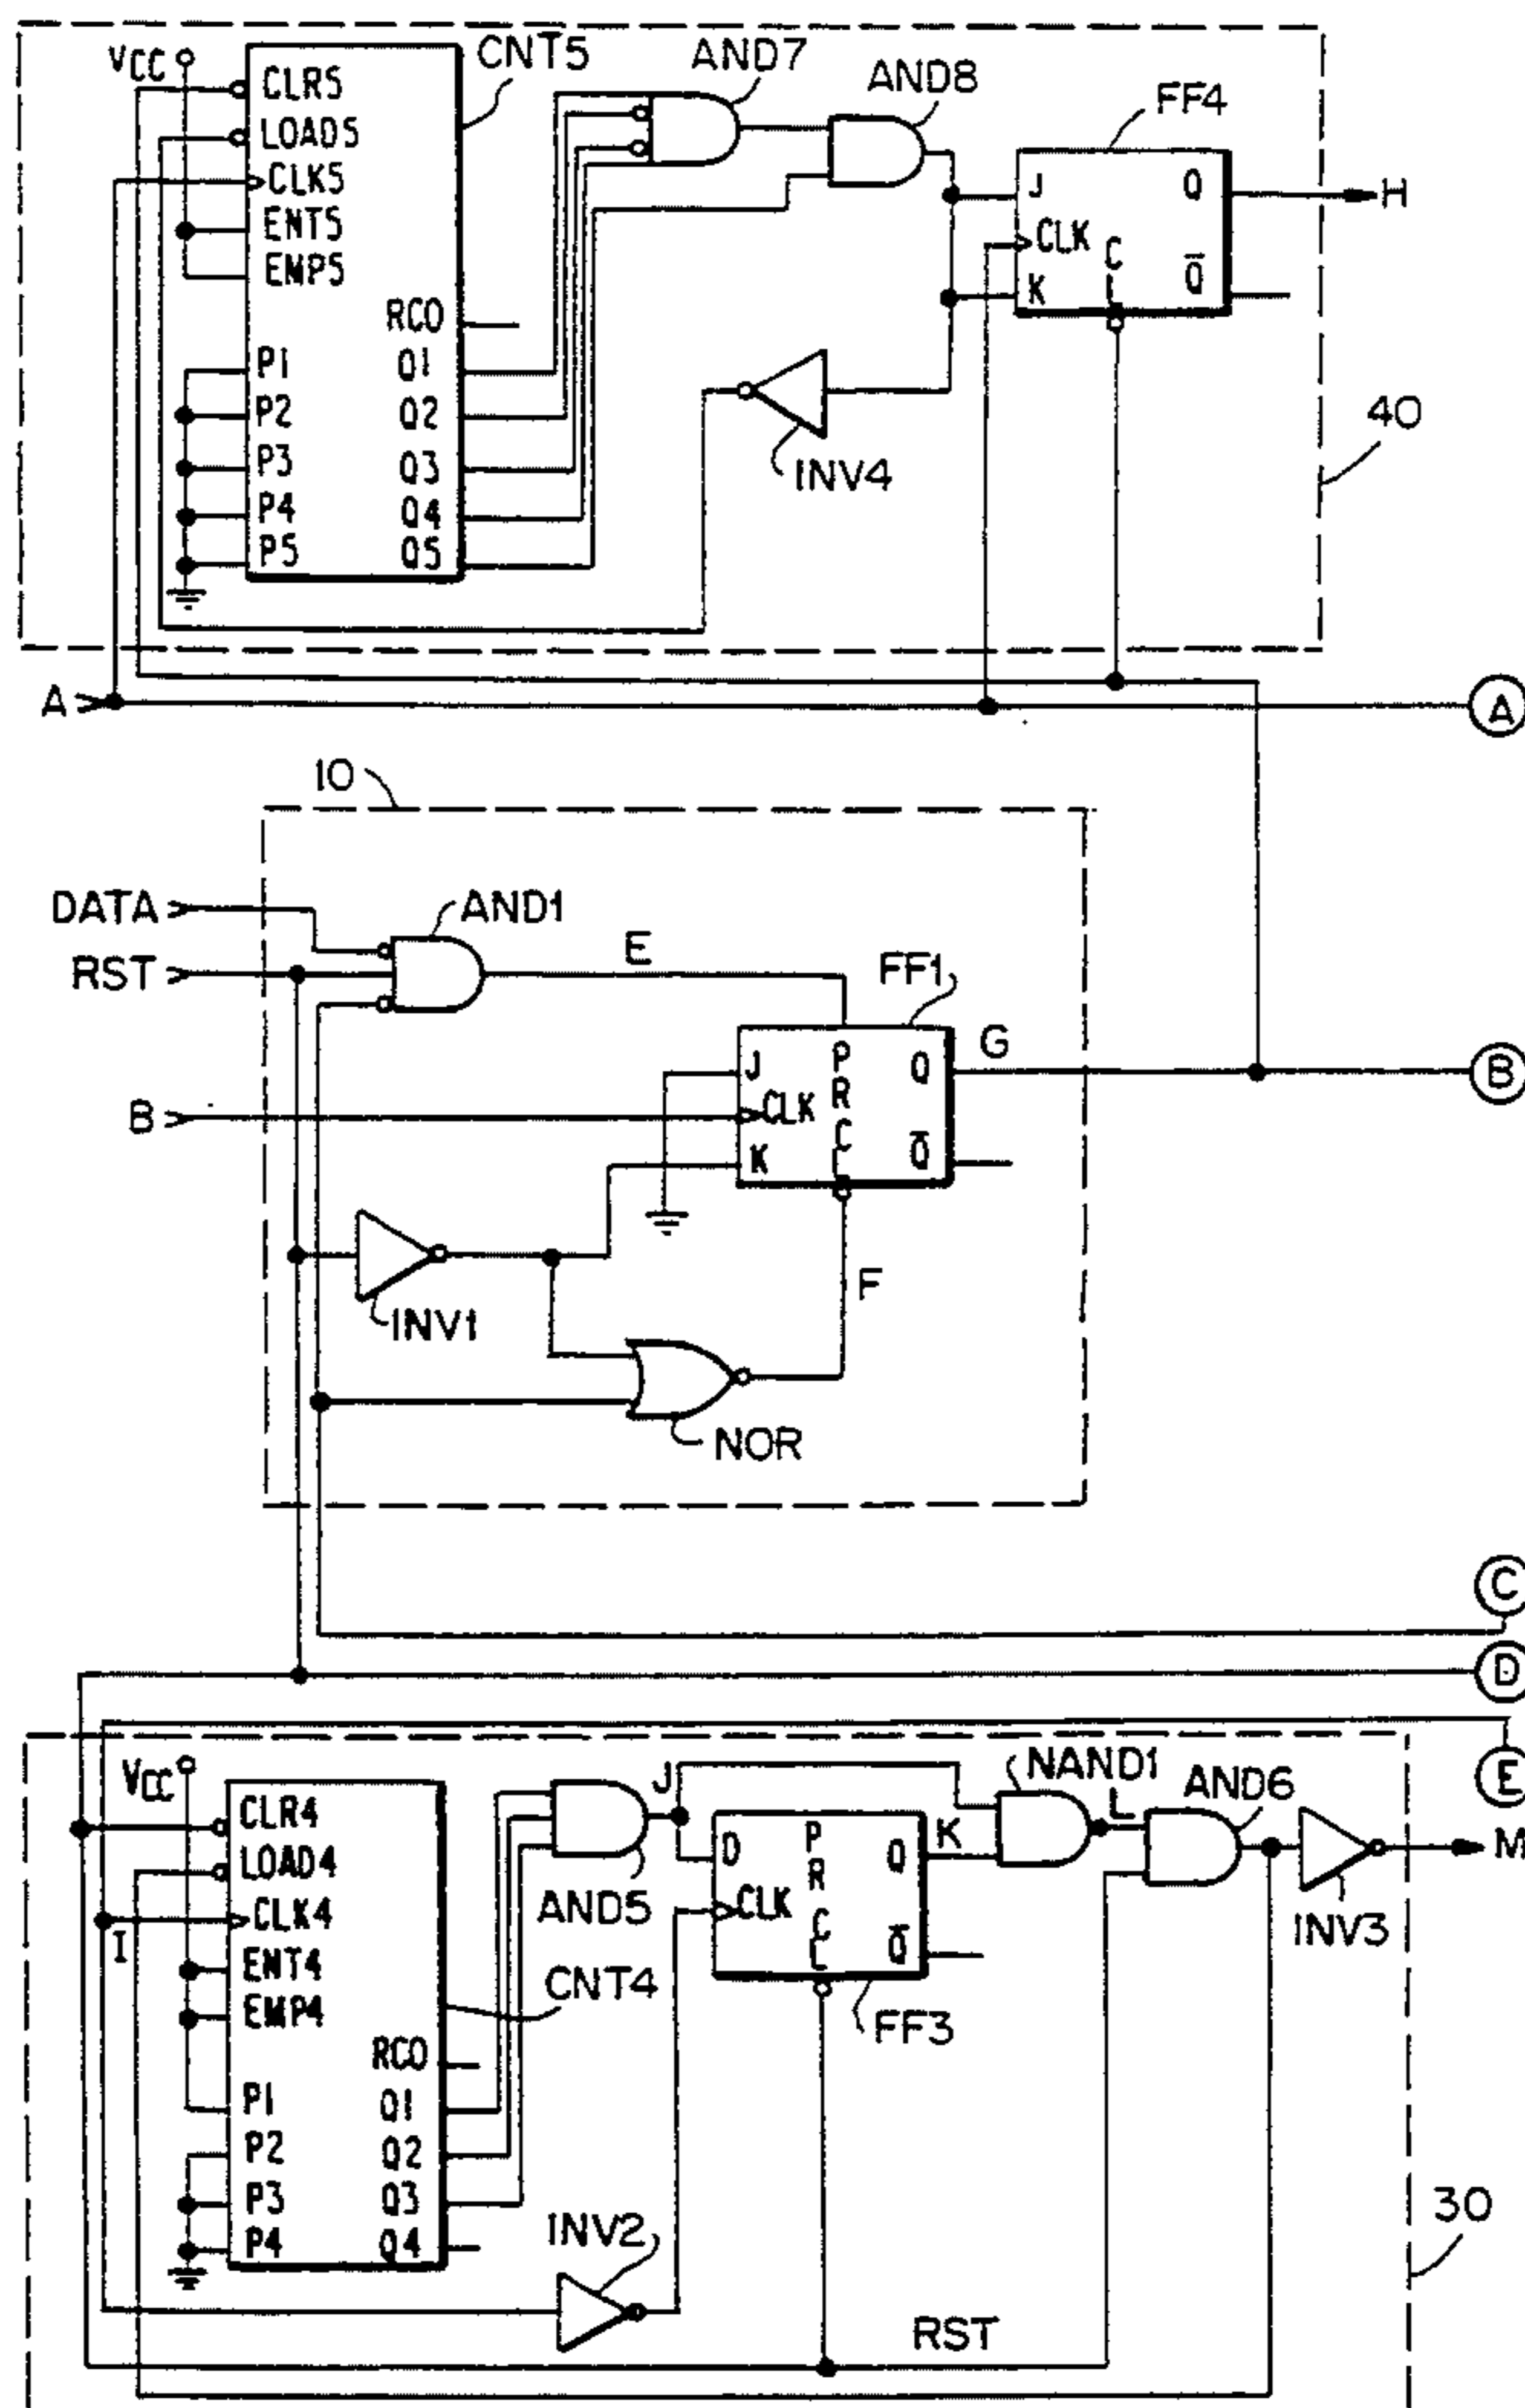 VCC
CLR5
LOAD5
CLK5
ENT5
EMP5
RCO
P1
P2
P3
P4
P5
Q1
Q2
Q3
Q4
Q5
CNT5
AND7
AND8
FF4
J
CLK
K
C
L
Q
Q̅
H
INV4
40
A
A
10
DATA
RST
AND1
E
FF1
J
CLK
K
P
R
C
L
Q
Q̅
G
B
B
INV1
F
NOR
C
D
E
VCC
CLR4
LOAD4
CLK4
I
ENT4
EMP4
RCO
P1
P2
P3
P4
Q1
Q2
Q3
Q4
J
AND5
CNT4
D
CLK
P
R
C
L
Q
Q̅
FF3
K
NAND1
L
AND6
INV3
M
INV2
RST
30